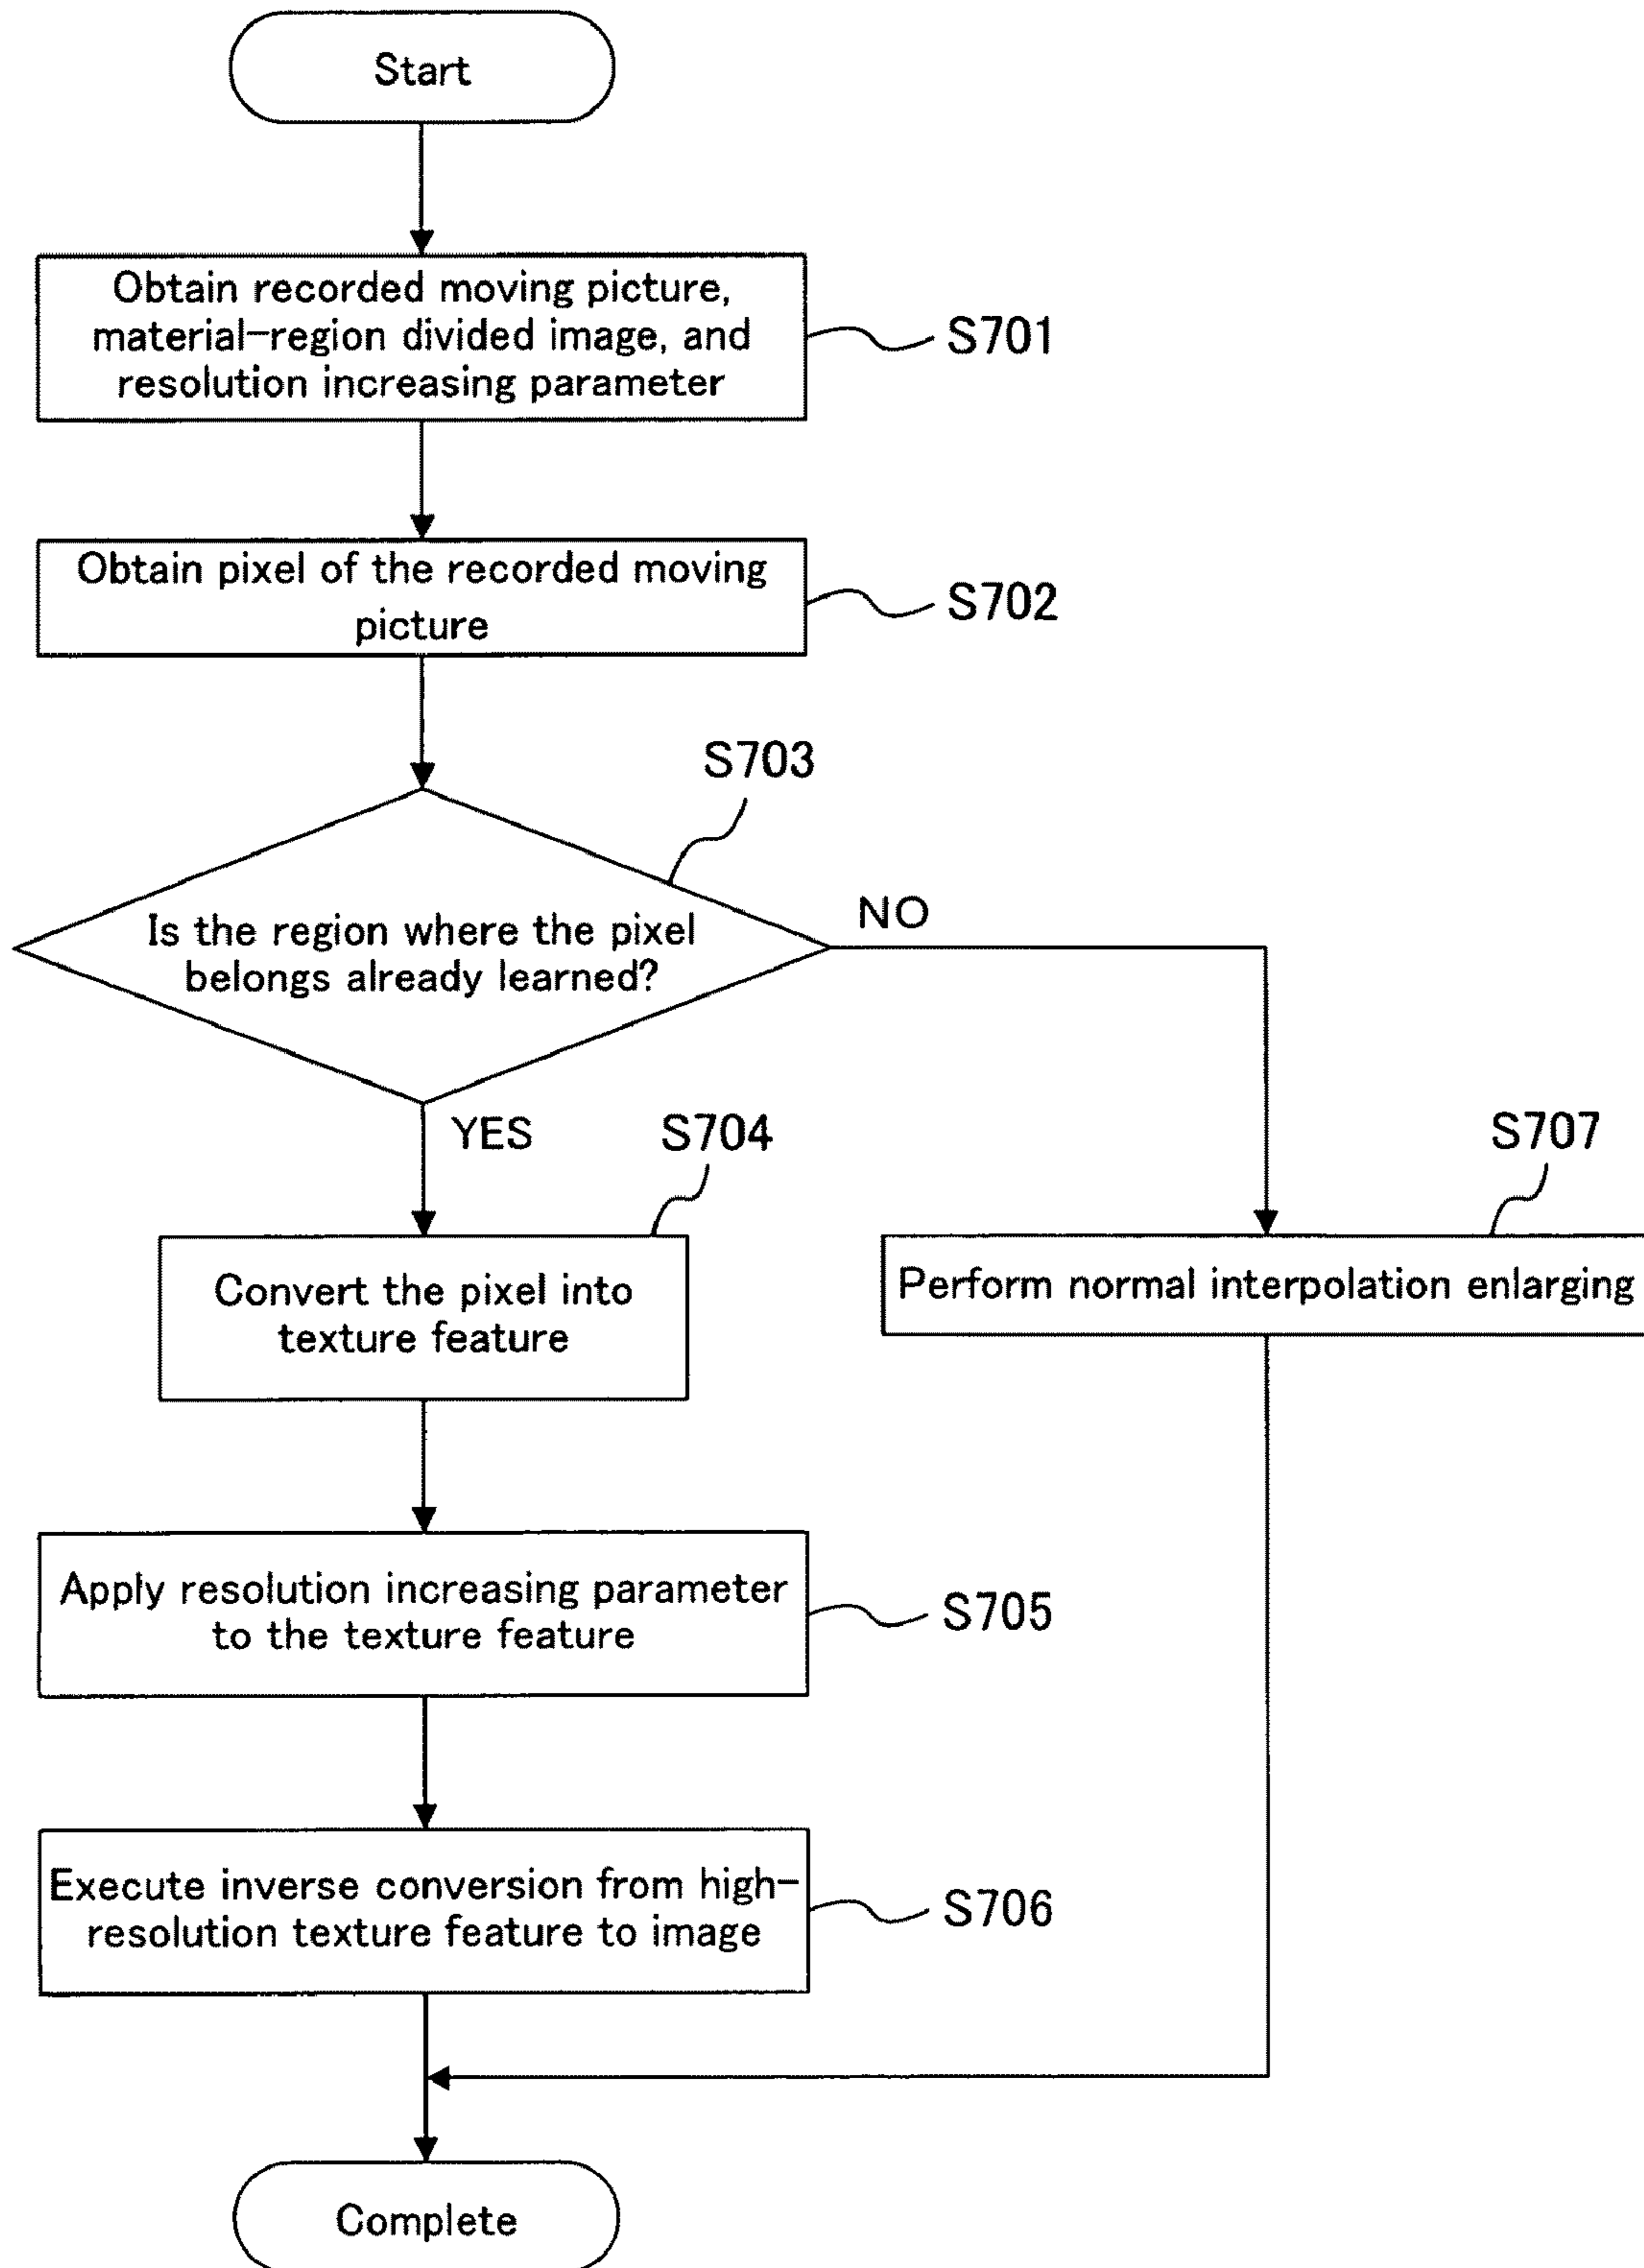 Start
Obtain recorded moving picture,
material-region divided image, and
resolution increasing parameter
S701
Obtain pixel of the recorded moving
picture
S702
S703
Is the region where the pixel
belongs already learned?
NO
YES
S704
Convert the pixel into
texture feature
S707
Perform normal interpolation enlarging
Apply resolution increasing parameter
to the texture feature
S705
Execute inverse conversion from high-
resolution texture feature to image
S706
Complete